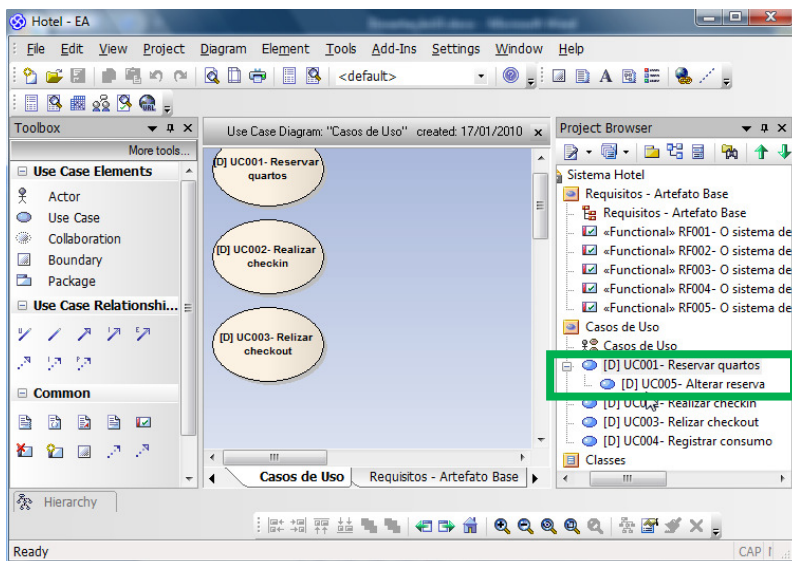 Hotel - EA
File Edit View Project Diagram Element Tools Add-Ins Settings Window Help
<default>
Toolbox
More tools...
Use Case Elements
Actor
Use Case
Collaboration
Boundary
Package
Use Case Relationshi...
Common
Use Case Diagram: "Casos de Uso" created: 17/01/2010
[D] UC001- Reservar
quartos
[D] UC002- Realizar
checkin
[D] UC003- Relizar
checkout
Casos de Uso
Requisitos - Artefato Base
Project Browser
Sistema Hotel
Requisitos - Artefato Base
Requisitos - Artefato Base
«Functional» RF001- O sistema de
«Functional» RF002- O sistema de
«Functional» RF003- O sistema de
«Functional» RF004- O sistema de
«Functional» RF005- O sistema de
Casos de Uso
Casos de Uso
[D] UC001- Reservar quartos
[D] UC005- Alterar reserva
[D] Realizar checkin
[D] UC003- Relizar checkout
[D] UC004- Registrar consumo
Classes
Hierarchy
Ready
CAP